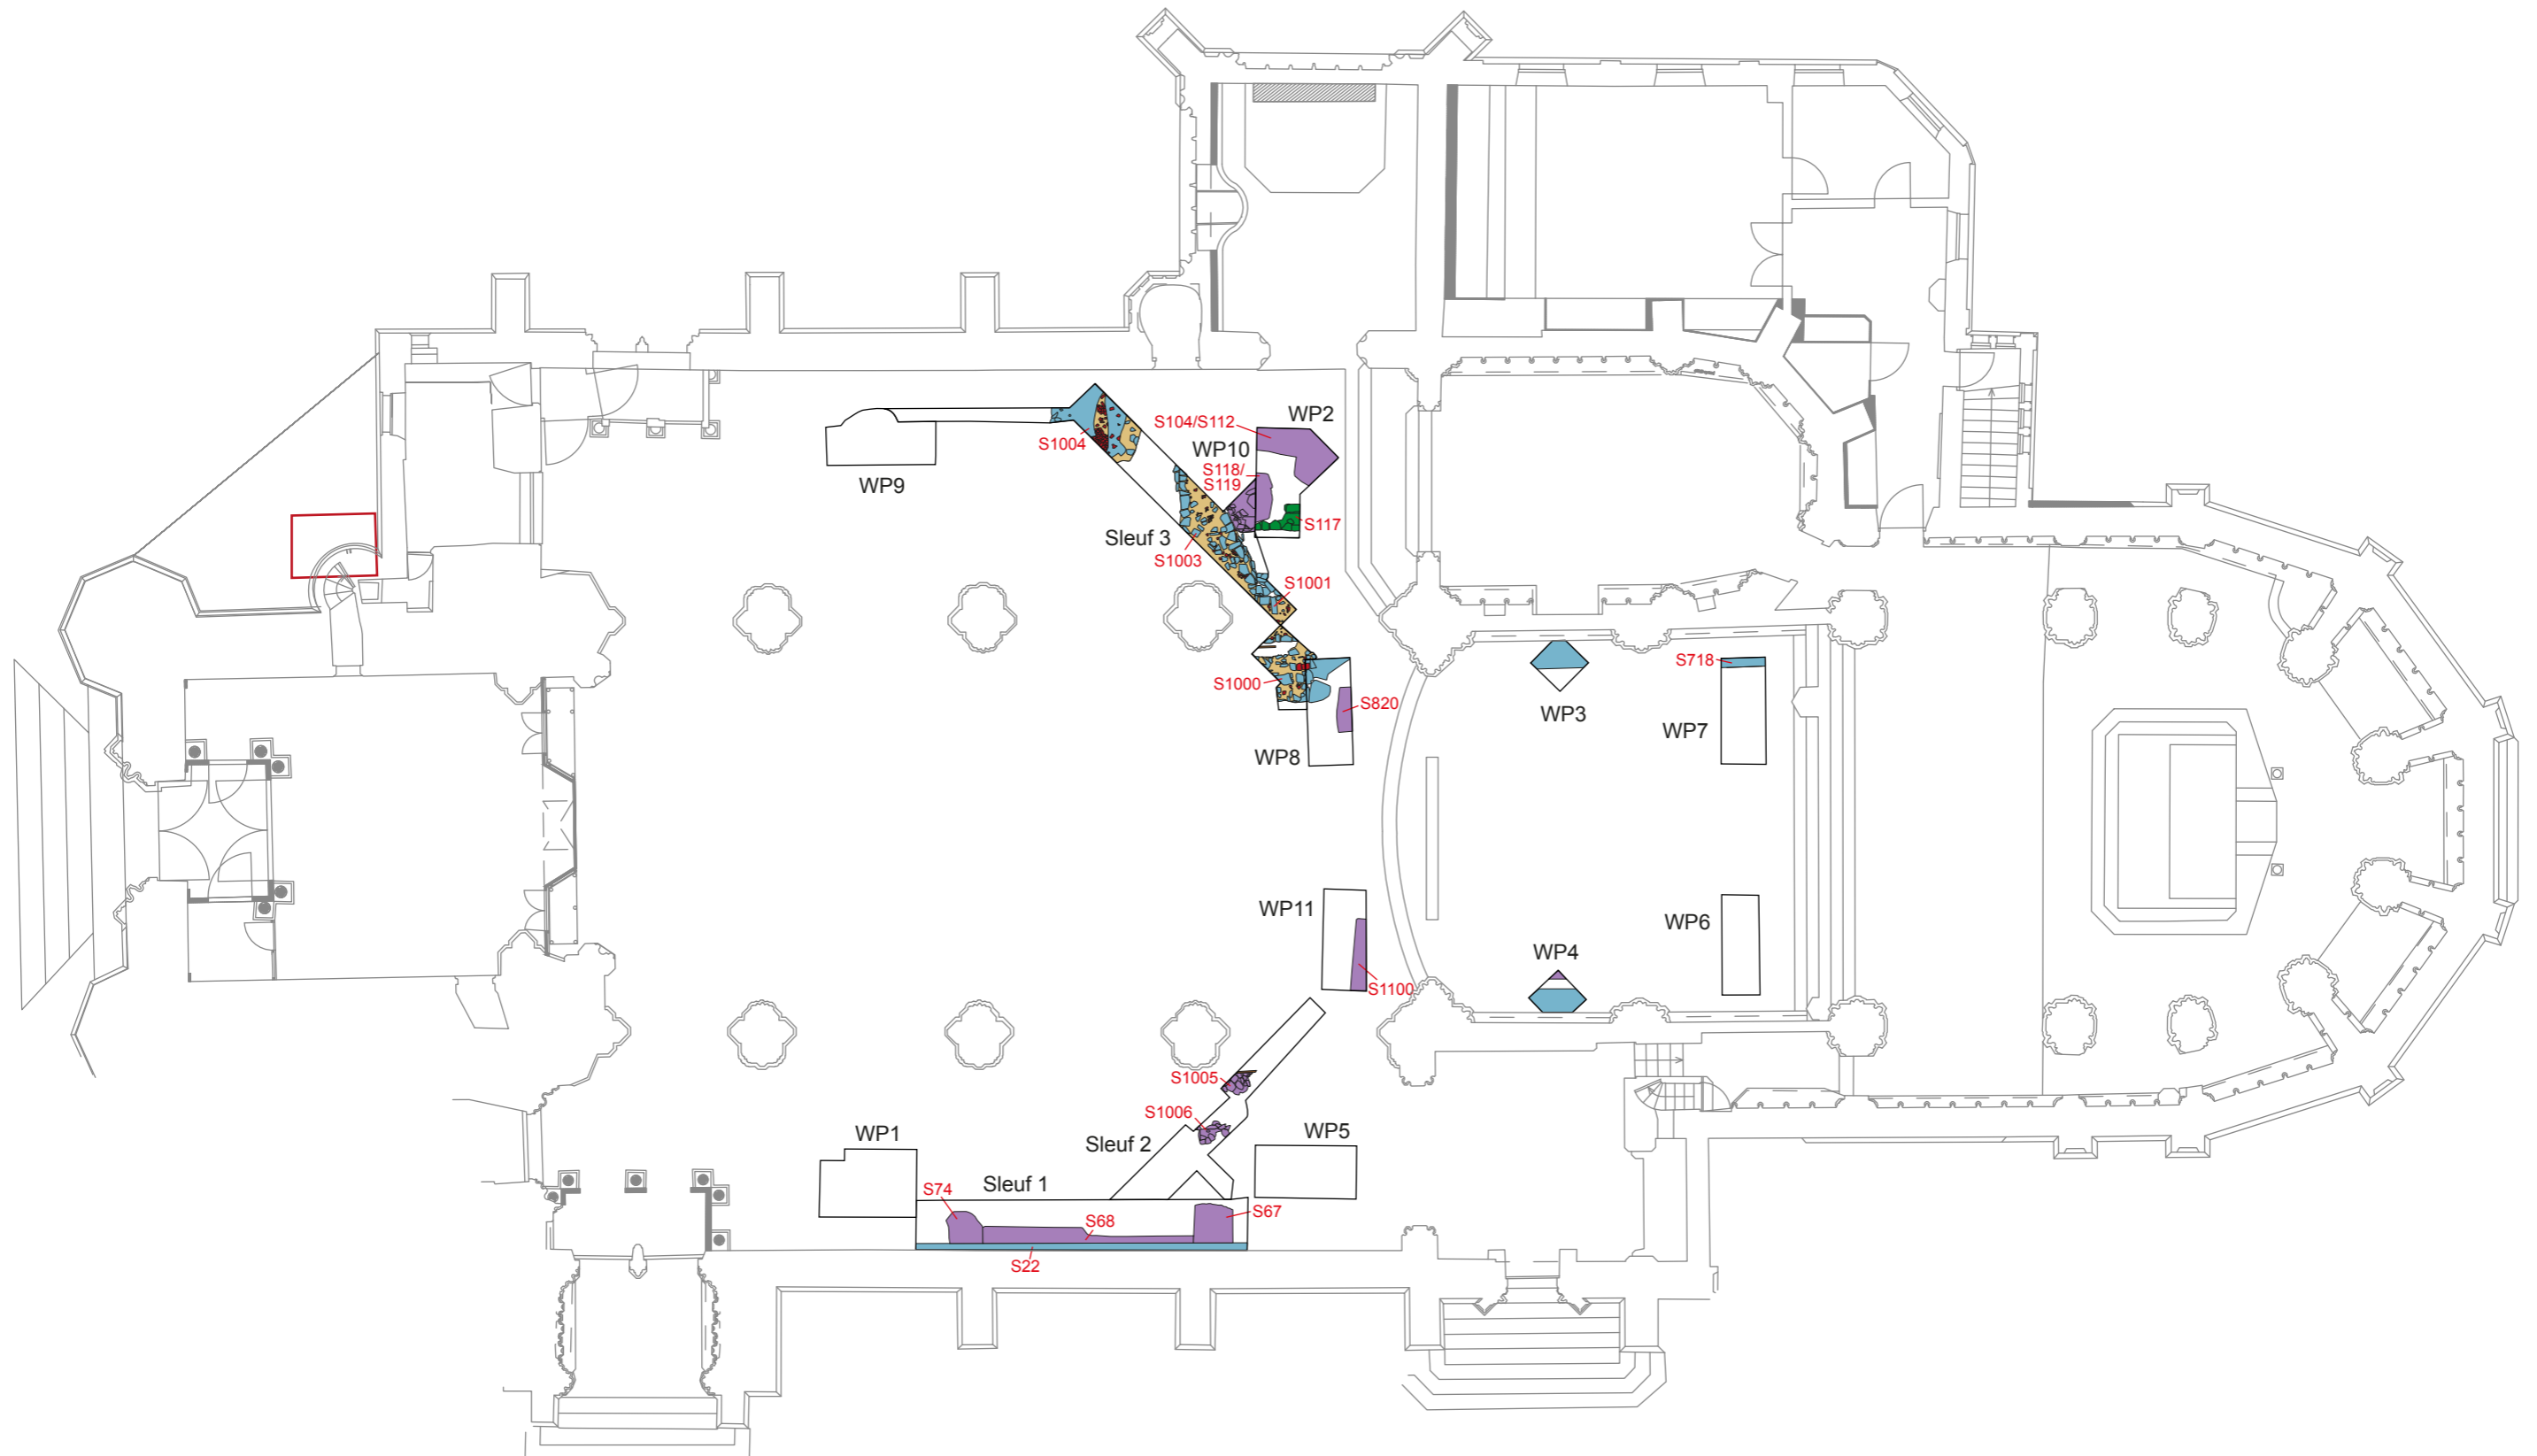 S104/S112
WP2
S1004
WP10
S118/
S119
WP9
S117
Sleuf 3
S1003
S1001
S1000
S820
WP8
WP3
S718
WP7
WP11
S1100
WP6
WP4
S1005
S1006
WP1
Sleuf 2
WP5
Sleuf 1
S74
S68
S67
S22